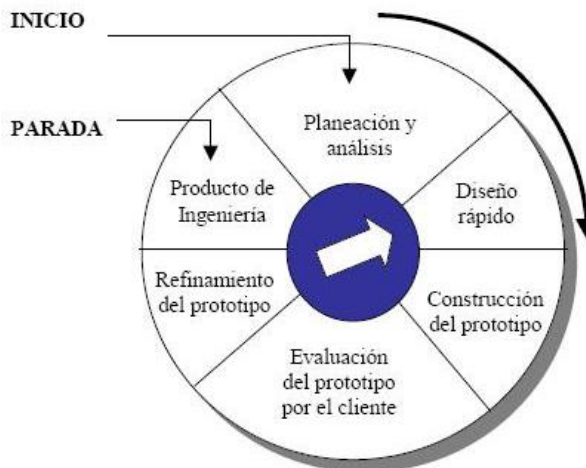 INICIO
PARADA
Planeación y
análisis
Diseño
rápido
Construcción
del prototipo
Evaluación
del prototipo
por el cliente
Refinamiento
del prototipo
Producto de
Ingeniería